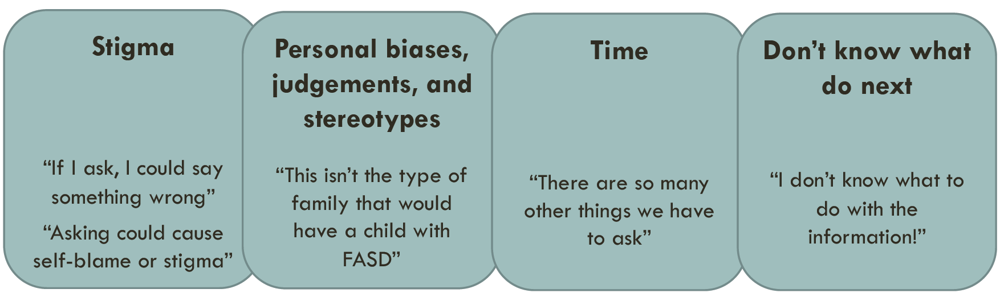 Stigma
“If I ask, I could say
something wrong”
“Asking could cause
self-blame or stigma”
Personal biases,
judgements, and
stereotypes
“This isn’t the type of
family that would
have a child with
FASD”
Time
“There are so many
other things we have
to ask”
Don’t know what
do next
“I don’t know what to
do with the
information!”